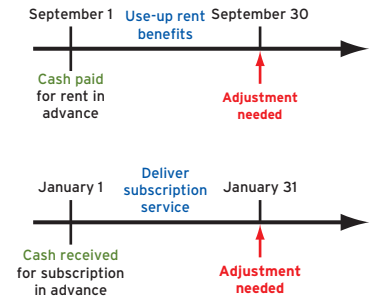 September 1
Use-up rent
benefits
September 30
Cash paid
for rent in
advance
Adjustment
needed
January 1
Deliver
subscription
service
January 31
Cash received
for subscription
in advance
Adjustment
needed